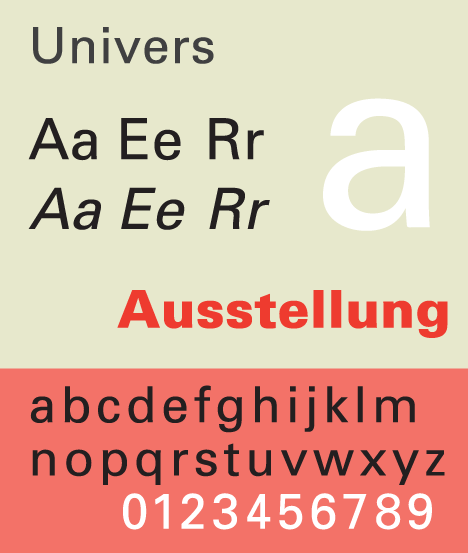 Univers
Aa Ee Rr
a
Aa Ee Rr
Ausstellung
abcdefghijklm
nopqrstuvwxyz
0123456789